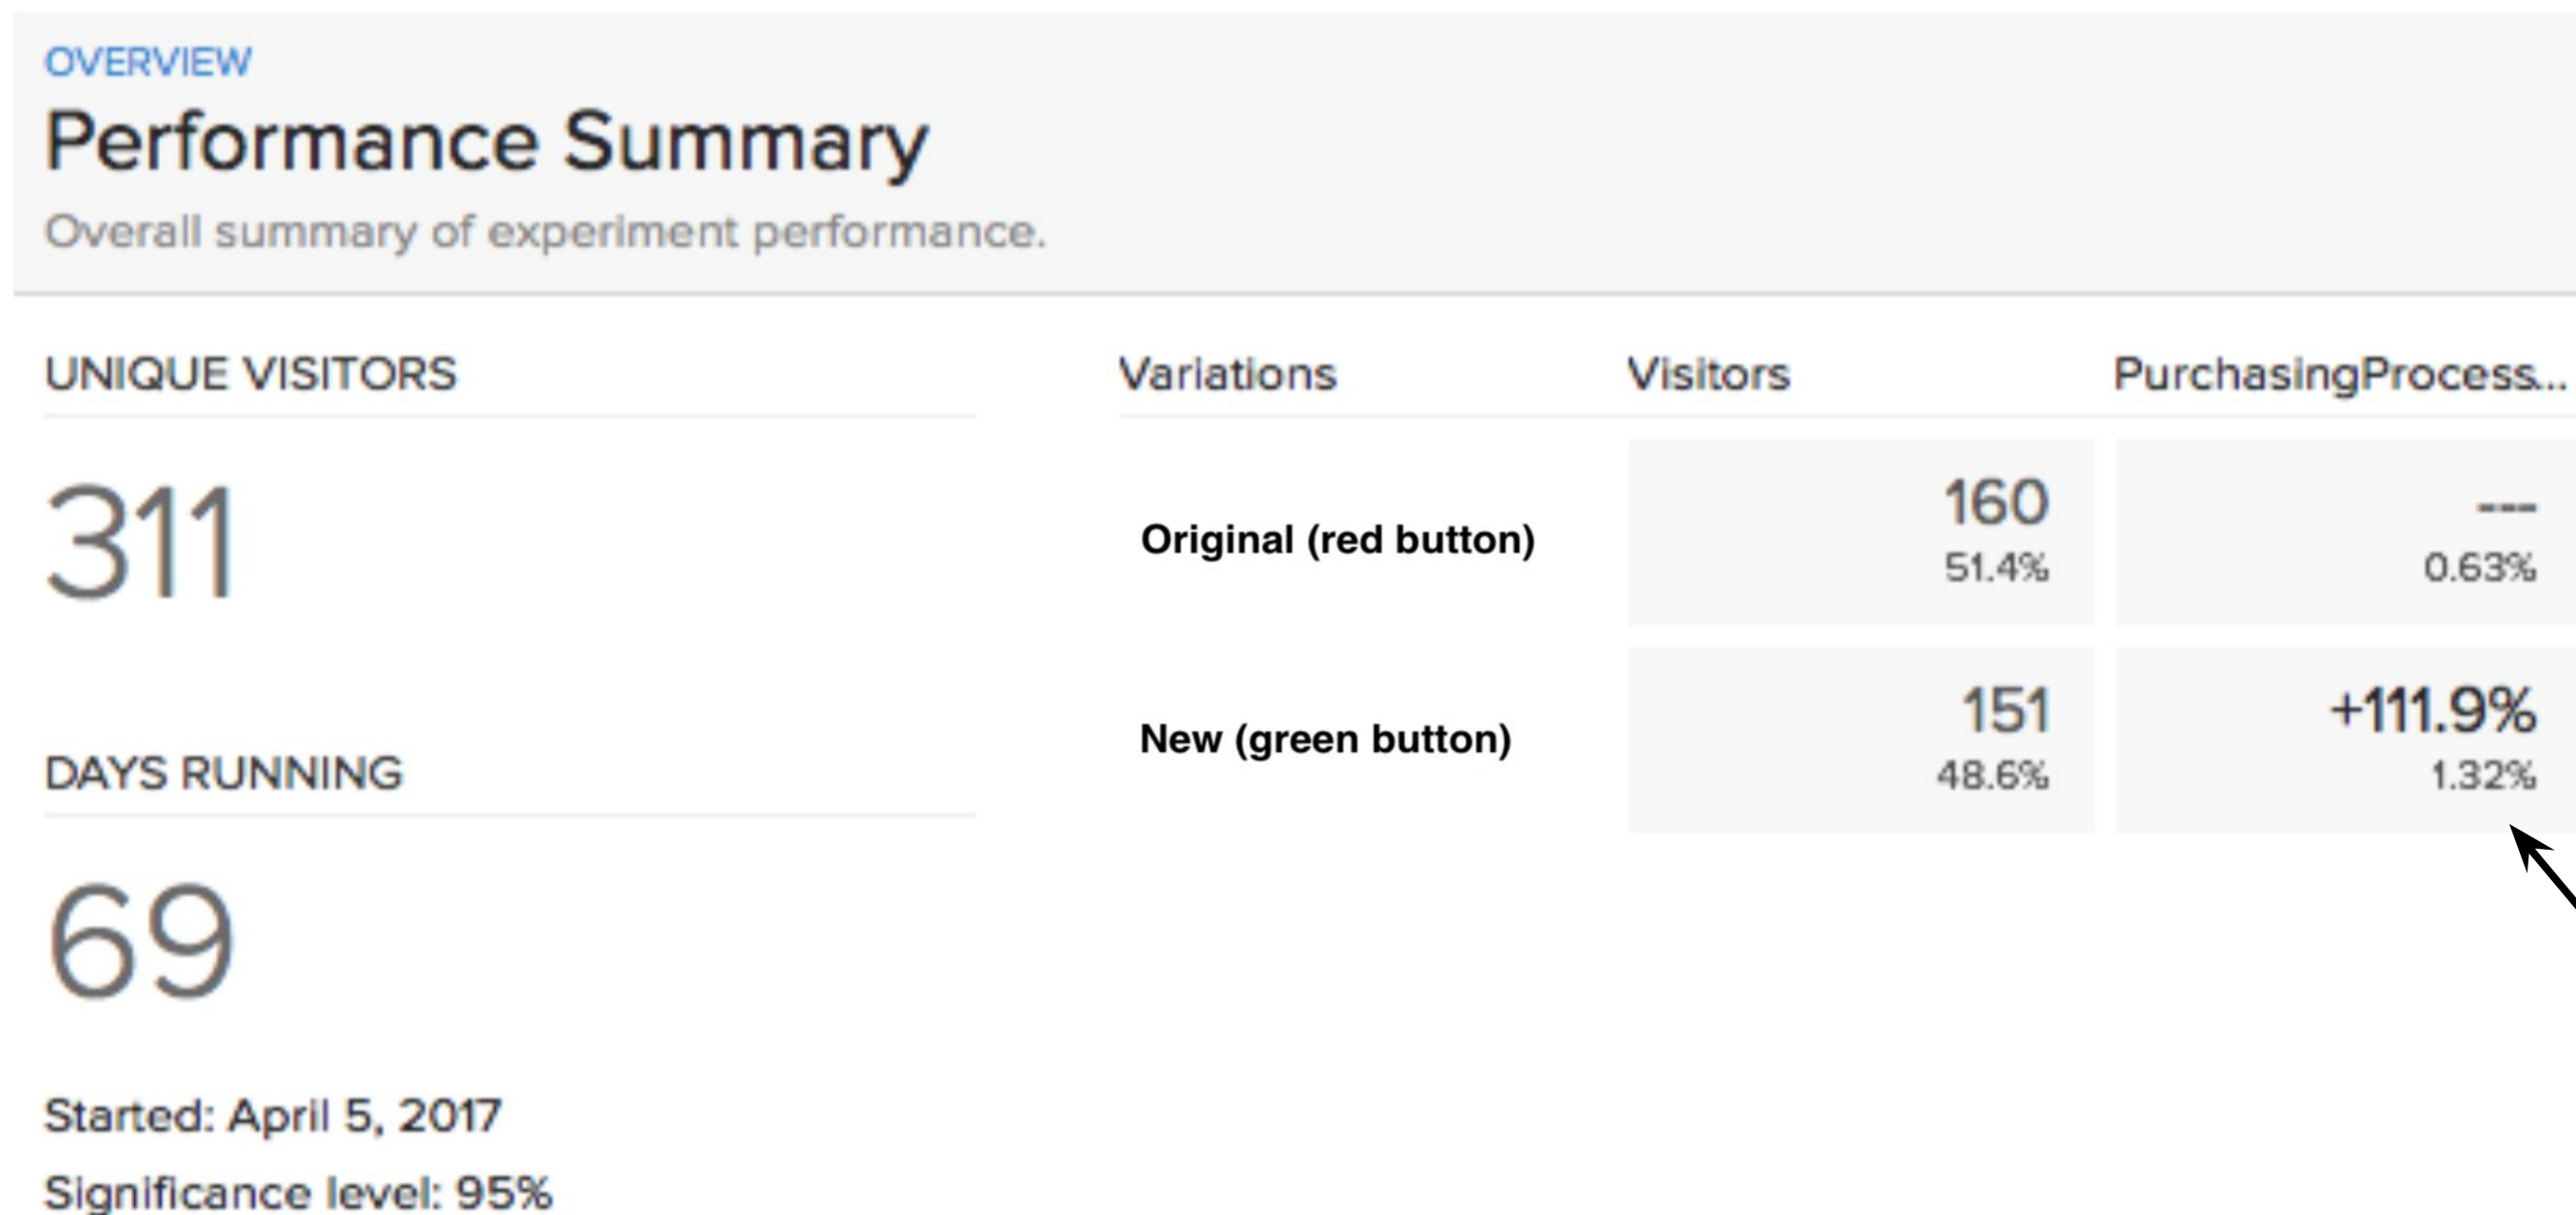 OVERVIEW
Performance Summary
Overall summary of experiment performance.
UNIQUE VISITORS
311
DAYS RUNNING
69
Started: April 5, 2017
Significance level: 95%
Variations Visitors PurchasingProcess...
Original (red button) 160 ---
51.4% 0.63%
New (green button) 151 +111.9%
48.6% 1.32%